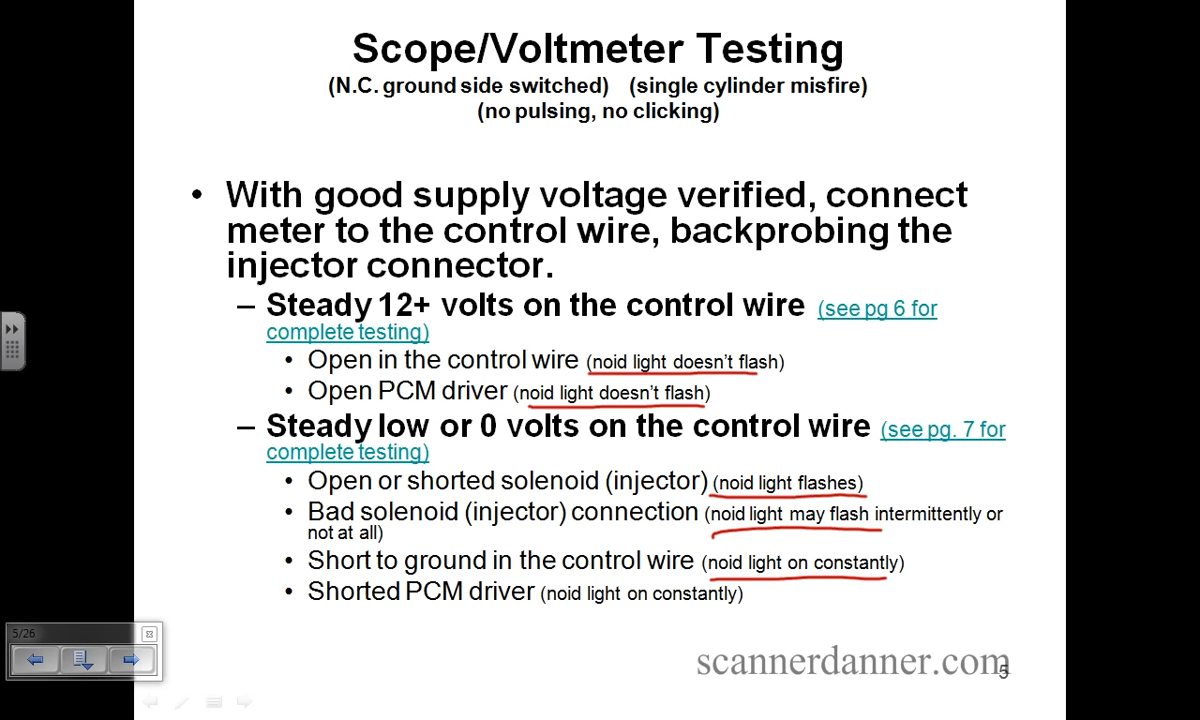 Scope/Voltmeter Testing
(N.C. ground side switched) (single cylinder misfire)
(no pulsing, no clicking)
• With good supply voltage verified, connect
meter to the control wire, backprobing the
injector connector.
– Steady 12+ volts on the control wire (see pg 6 for
complete testing)
• Open in the control wire (noid light doesn't flash)
• Open PCM driver (noid light doesn't flash)
– Steady low or 0 volts on the control wire (see pg. 7 for
complete testing)
• Open or shorted solenoid (injector) (noid light flashes)
• Bad solenoid (injector) connection (noid light may flash intermittently or
not at all)
• Short to ground in the control wire (noid light on constantly)
• Shorted PCM driver (noid light on constantly)
5/26
scannerdanner.com
5